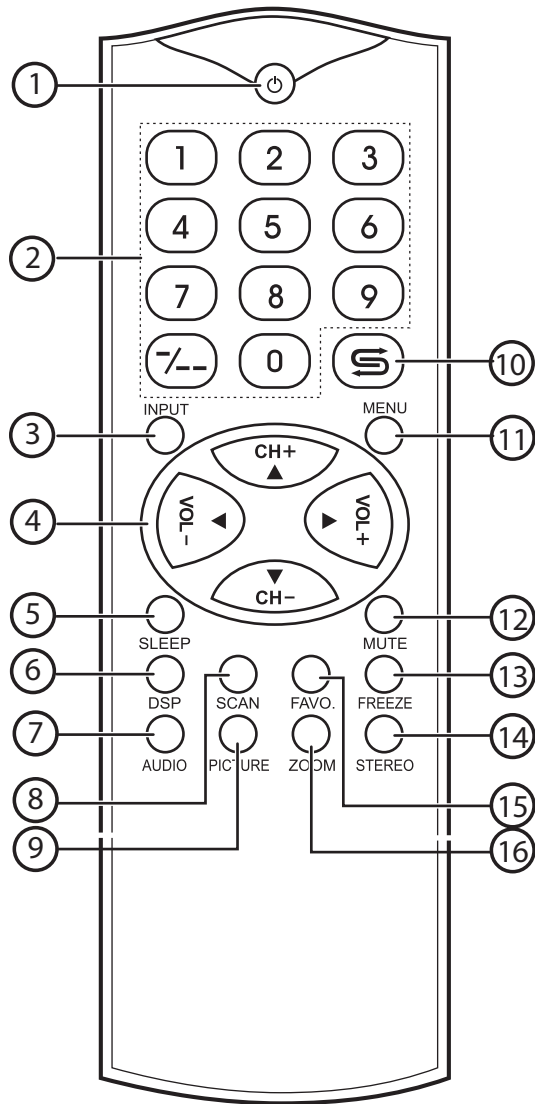 1
1 2 3
4 5 6
2
7 8 9
-/-- 0
10
INPUT MENU
3 11
CH+
4 VOL- VOL+
CH-
5 12
SLEEP MUTE
6 13
DSP SCAN FAVO. FREEZE
7 14
AUDIO PICTURE ZOOM STEREO
8 15
9 16